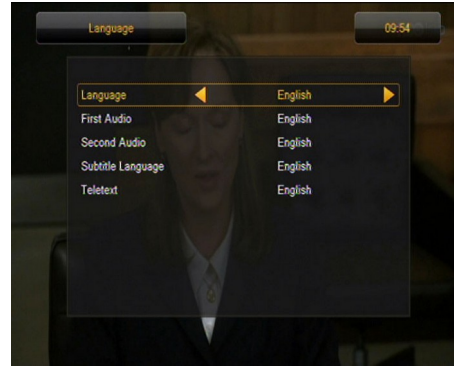 Language 09:54
Language English
First Audio English
Second Audio English
Subtitle Language English
Teletext English